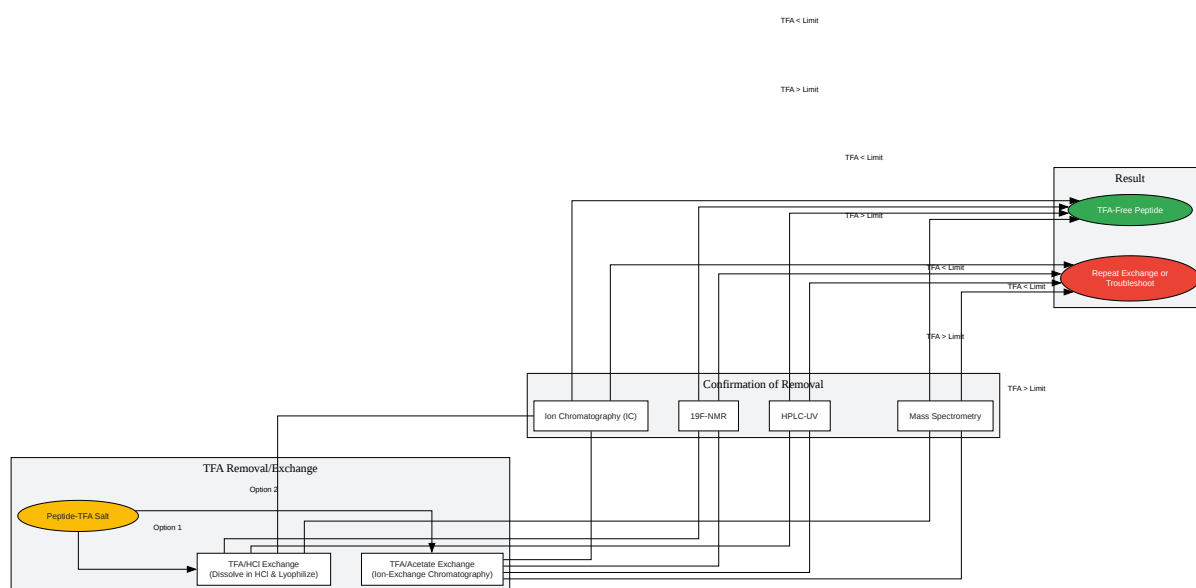 TFA < Limit
TFA > Limit
TFA < Limit
Result
TFA-Free Peptide
TFA > Limit
TFA < Limit
Repeat Exchange or
Troubleshoot
TFA < Limit
TFA > Limit
Confirmation of Removal
TFA > Limit
Ion Chromatography (IC)
19F-NMR
HPLC-UV
Mass Spectrometry
TFA Removal/Exchange
Option 2
Peptide-TFA Salt
Option 1
TFA/HCl Exchange
(Dissolve in HCl & Lyophilize)
TFA/Acetate Exchange
(Ion-Exchange Chromatography)